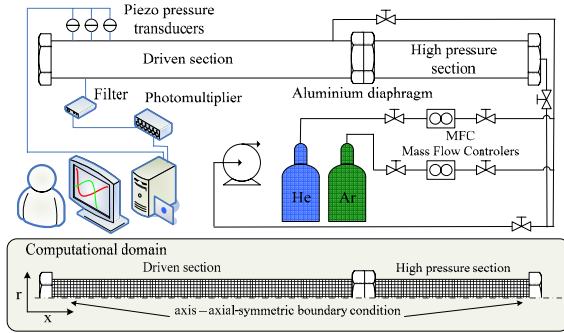 Piezo pressure
transducers
Driven section
High pressure
section
Filter
Photomultiplier
Aluminium diaphragm
MFC
Mass Flow Controlers
He
Ar
Computational domain
Driven section
High pressure section
r
x
axis – axial-symmetric boundary condition